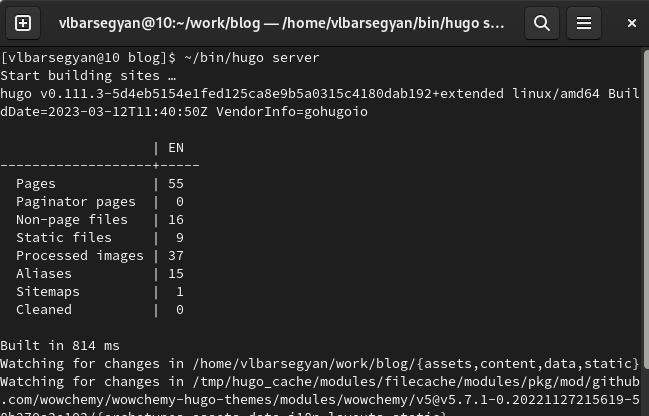 vlbarsegyan@10:~/work/blog — /home/vlbarsegyan/bin/hugo s...
[vlbarsegyan@10 blog]$ ~/bin/hugo server
Start building sites …
hugo v0.111.3-5d4eb5154e1fed125ca8e9b5a0315c4180dab192+extended linux/amd64 Buil
dDate=2023-03-12T11:40:50Z VendorInfo=gohugoio
| EN
-------------------+-----
Pages | 55
Paginator pages | 0
Non-page files | 16
Static files | 9
Processed images | 37
Aliases | 15
Sitemaps | 1
Cleaned | 0
Built in 814 ms
Watching for changes in /home/vlbarsegyan/work/blog/{assets,content,data,static}
Watching for changes in /tmp/hugo_cache/modules/filecache/modules/pkg/mod/github
.com/wowchemy/wowchemy-hugo-themes/modules/wowchemy/v5@v5.7.1-0.20221127215619-5